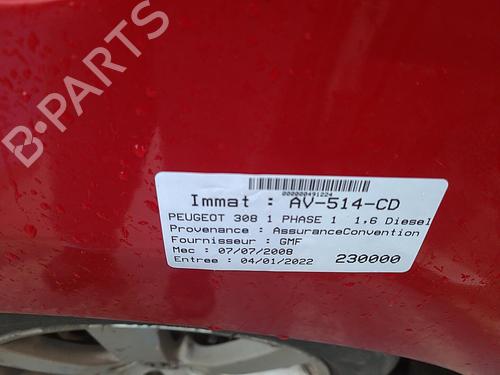 B-PARTS
000000491224
Immat : AV-514-CD
PEUGEOT 308 1 PHASE 1 1,6 Diesel
Provenance : AssuranceConvention
Fournisseur : GMF
Mec : 07/07/2008
Entree : 04/01/2022 230000